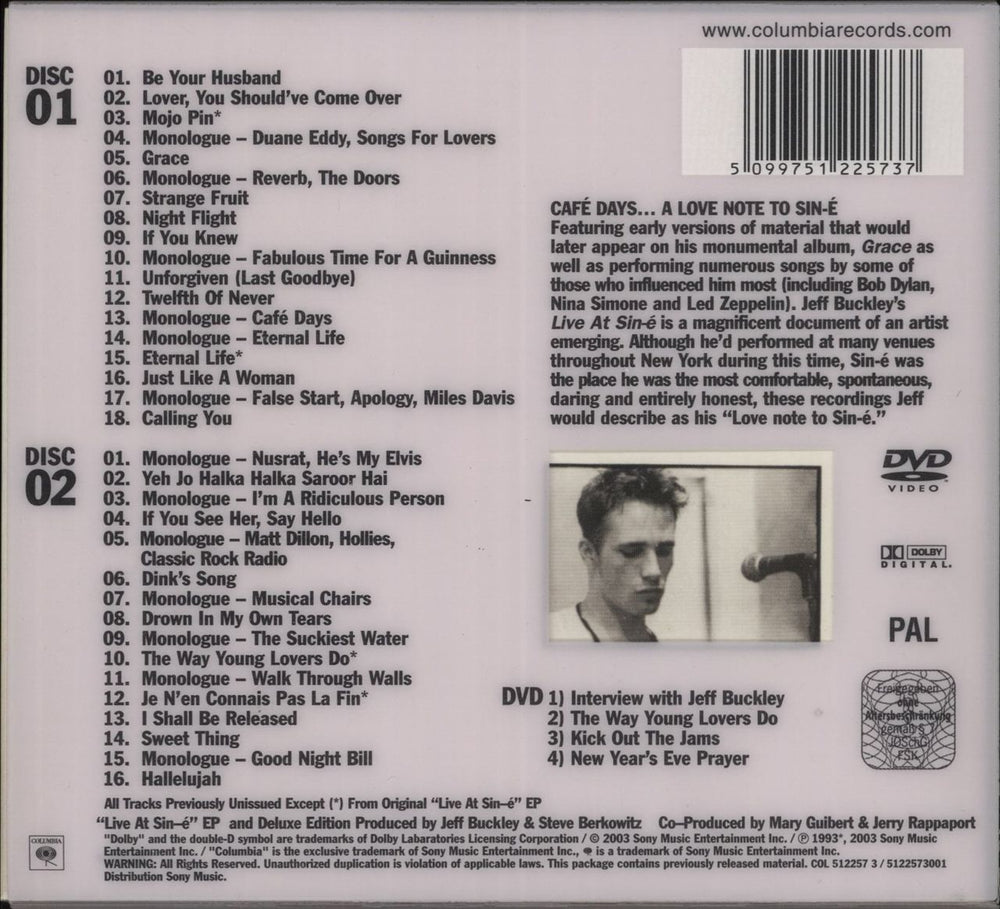 www.columbiarecords.com
5 099751 225737
DISC
01
01. Be Your Husband
02. Lover, You Should've Come Over
03. Mojo Pin*
04. Monologue – Duane Eddy, Songs For Lovers
05. Grace
06. Monologue – Reverb, The Doors
07. Strange Fruit
08. Night Flight
09. If You Knew
10. Monologue – Fabulous Time For A Guinness
11. Unforgiven (Last Goodbye)
12. Twelfth Of Never
13. Monologue – Café Days
14. Monologue – Eternal Life
15. Eternal Life*
16. Just Like A Woman
17. Monologue – False Start, Apology, Miles Davis
18. Calling You
CAFÉ DAYS... A LOVE NOTE TO SIN-É
Featuring early versions of material that would
later appear on his monumental album, Grace as
well as performing numerous songs by some of
those who influenced him most (including Bob Dylan,
Nina Simone and Led Zeppelin). Jeff Buckley's
Live At Sin-é is a magnificent document of an artist
emerging. Although he'd performed at many venues
throughout New York during this time, Sin-é was
the place he was the most comfortable, spontaneous,
daring and entirely honest, these recordings Jeff
would describe as his “Love note to Sin-é.”
DISC
02
01. Monologue – Nusrat, He's My Elvis
02. Yeh Jo Halka Halka Saroor Hai
03. Monologue – I'm A Ridiculous Person
04. If You See Her, Say Hello
05. Monologue – Matt Dillon, Hollies,
Classic Rock Radio
06. Dink's Song
07. Monologue – Musical Chairs
08. Drown In My Own Tears
09. Monologue – The Suckiest Water
10. The Way Young Lovers Do*
11. Monologue – Walk Through Walls
12. Je N'en Connais Pas La Fin*
13. I Shall Be Released
14. Sweet Thing
15. Monologue – Good Night Bill
16. Hallelujah
DVD
VIDEO
DOLBY
DIGITAL.
PAL
Freigegeben
ohne
Altersbeschränkung
gemäß § 7
JÖSchG
FSK
DVD 1) Interview with Jeff Buckley
2) The Way Young Lovers Do
3) Kick Out The Jams
4) New Year's Eve Prayer
All Tracks Previously Unissued Except (*) From Original “Live At Sin–é” EP
“Live At Sin–é” EP and Deluxe Edition Produced by Jeff Buckley & Steve Berkowitz Co–Produced by Mary Guibert & Jerry Rappaport
COLUMBIA
"Dolby" and the double-D symbol are trademarks of Dolby Labaratories Licensing Corporation / © 2003 Sony Music Entertainment Inc. / ℗ 1993*, 2003 Sony Music
Entertainment Inc. / "Columbia" is the exclusive trademark of Sony Music Entertainment Inc., is a trademark of Sony Music Entertainment Inc.
WARNING: All Rights Reserved. Unauthorized duplication is violation of applicable laws. This package contains previously released material. COL 512257 3 / 5122573001
Distribution Sony Music.